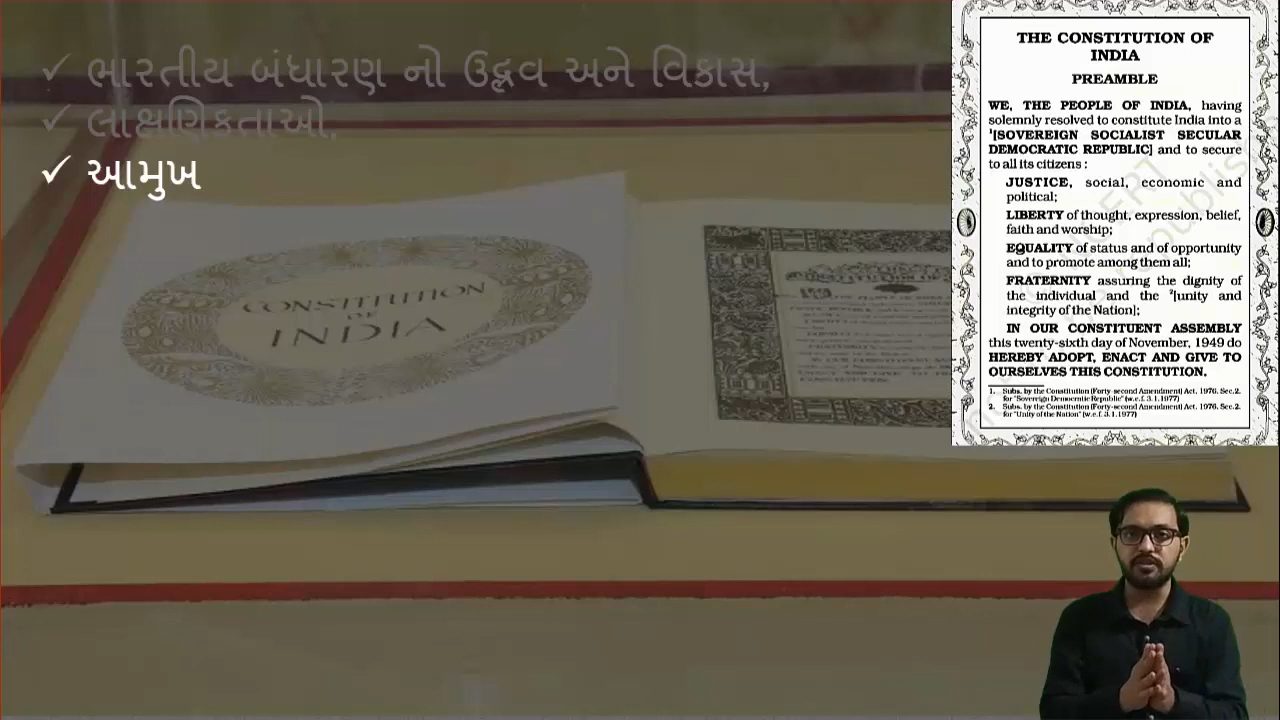 ✓ ભારતીય બંધારણ નો ઉદ્ભવ અને વિકાસ,
✓ લાક્ષણિકતાઓ.
✓ આમુખ
CONSTITUTION
OF
INDIA
THE CONSTITUTION OF
INDIA
PREAMBLE
WE, THE PEOPLE OF INDIA, having
solemnly resolved to constitute India into a
¹[SOVEREIGN SOCIALIST SECULAR
DEMOCRATIC REPUBLIC] and to secure
to all its citizens :
JUSTICE, social, economic and
political;
LIBERTY of thought, expression, belief,
faith and worship;
EQUALITY of status and of opportunity
and to promote among them all;
FRATERNITY assuring the dignity of
the individual and the ²[unity and
integrity of the Nation];
IN OUR CONSTITUENT ASSEMBLY
this twenty-sixth day of November, 1949 do
HEREBY ADOPT, ENACT AND GIVE TO
OURSELVES THIS CONSTITUTION.
1. Subs. by the Constitution (Forty-second Amendment) Act, 1976, Sec.2,
for "Sovereign Democratic Republic" (w.e.f. 3.1.1977)
2. Subs. by the Constitution (Forty-second Amendment) Act, 1976, Sec.2,
for "Unity of the Nation" (w.e.f. 3.1.1977)